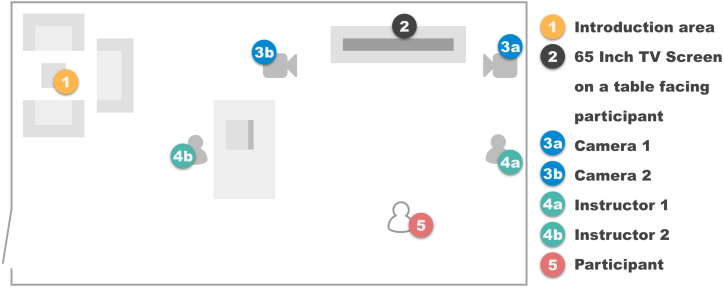 2
3a
3b
1
4b
4a
5
1 Introduction area
2 65 Inch TV Screen
on a table facing
participant
3a Camera 1
3b Camera 2
4a Instructor 1
4b Instructor 2
5 Participant